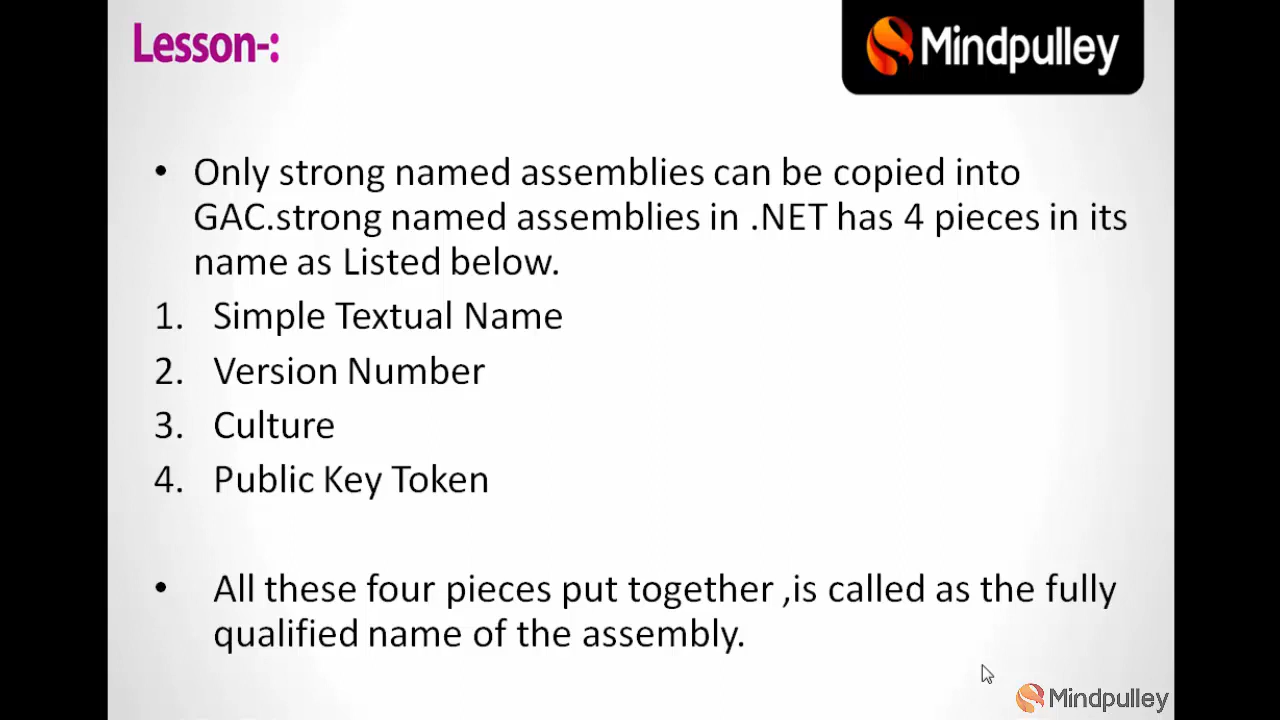 Lesson-:
Mindpulley
• Only strong named assemblies can be copied into
GAC.strong named assemblies in .NET has 4 pieces in its
name as Listed below.
1. Simple Textual Name
2. Version Number
3. Culture
4. Public Key Token
• All these four pieces put together ,is called as the fully
qualified name of the assembly.
Mindpulley